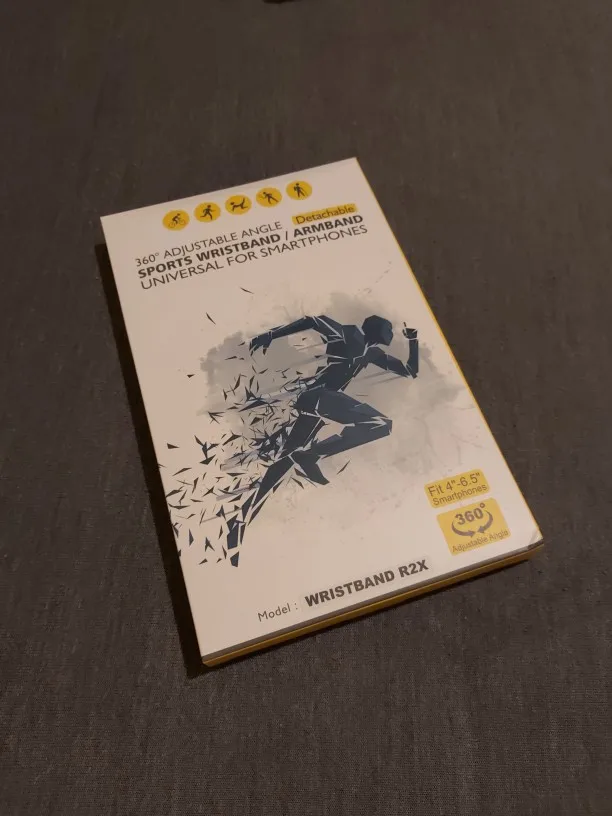 360° ADJUSTABLE ANGLE Detachable
SPORTS WRISTBAND / ARMBAND
UNIVERSAL FOR SMARTPHONES
Fit 4"-6.5"
Smartphones
360°
Adjustable Angle
Model : WRISTBAND R2X